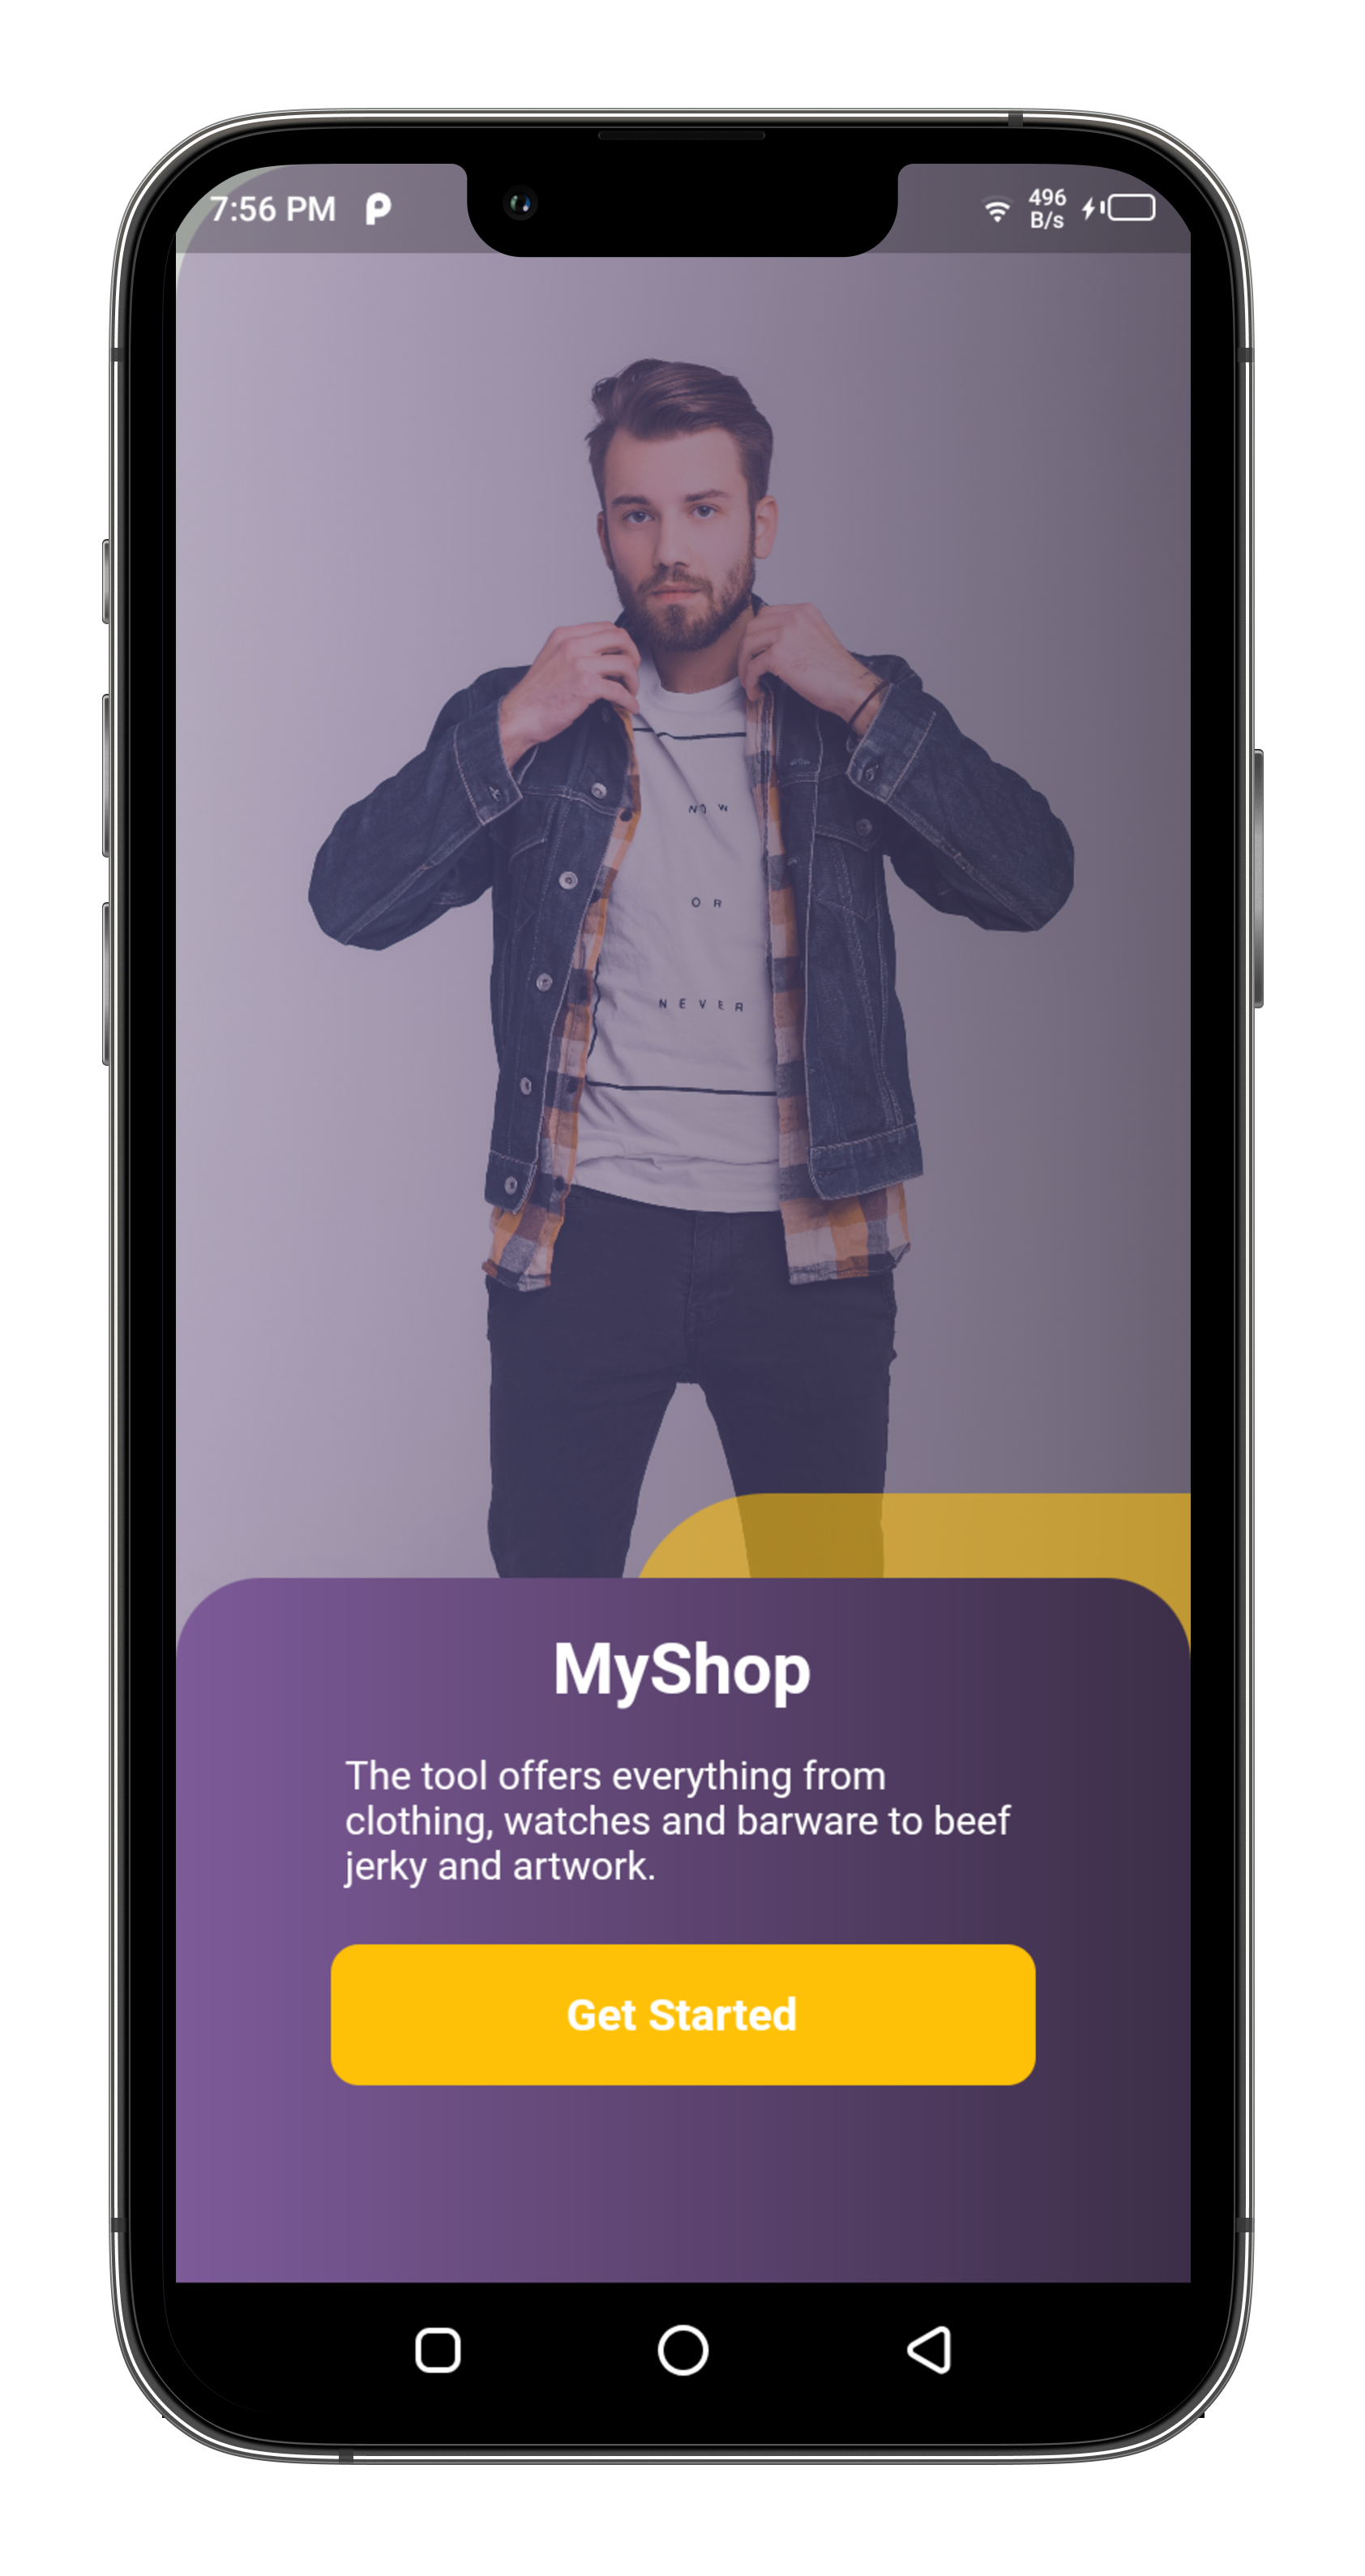 7:56 PM
496
B/s
NOW
OR
NEVER
MyShop
The tool offers everything from
clothing, watches and barware to beef
jerky and artwork.
Get Started